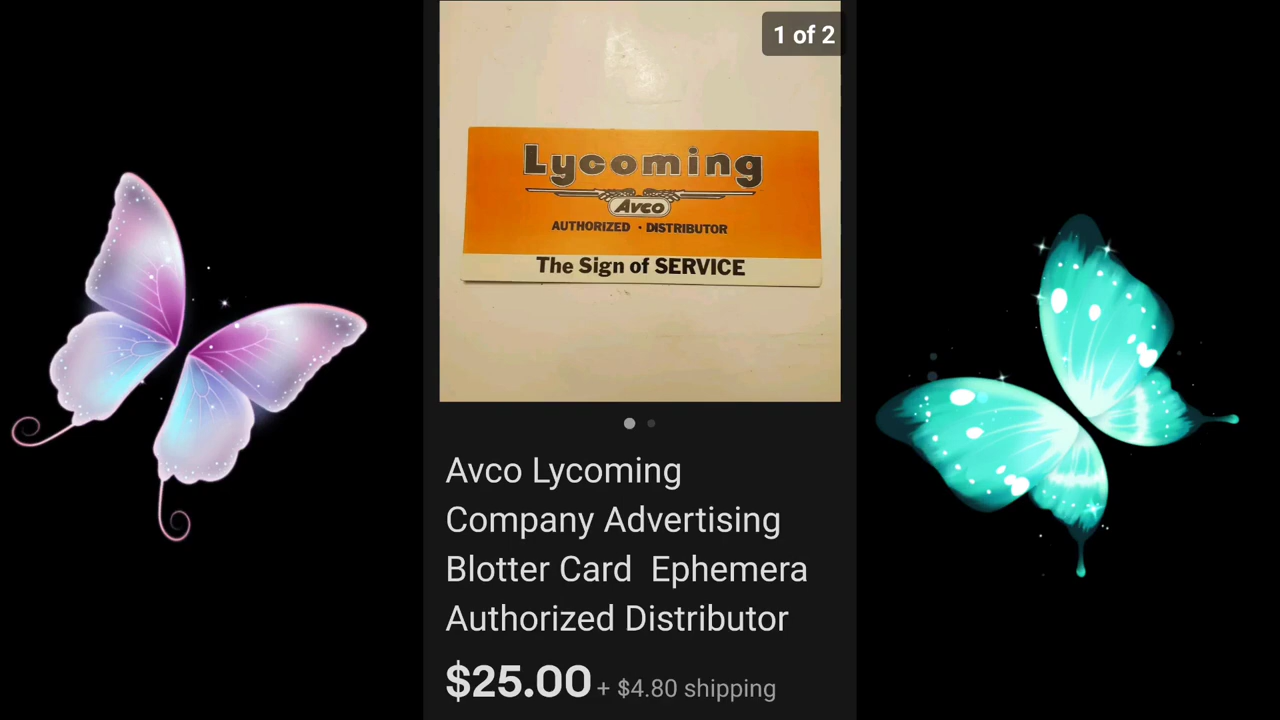 1 of 2
Lycoming
Avco
AUTHORIZED · DISTRIBUTOR
The Sign of SERVICE
Avco Lycoming
Company Advertising
Blotter Card  Ephemera
Authorized Distributor
$25.00 + $4.80 shipping